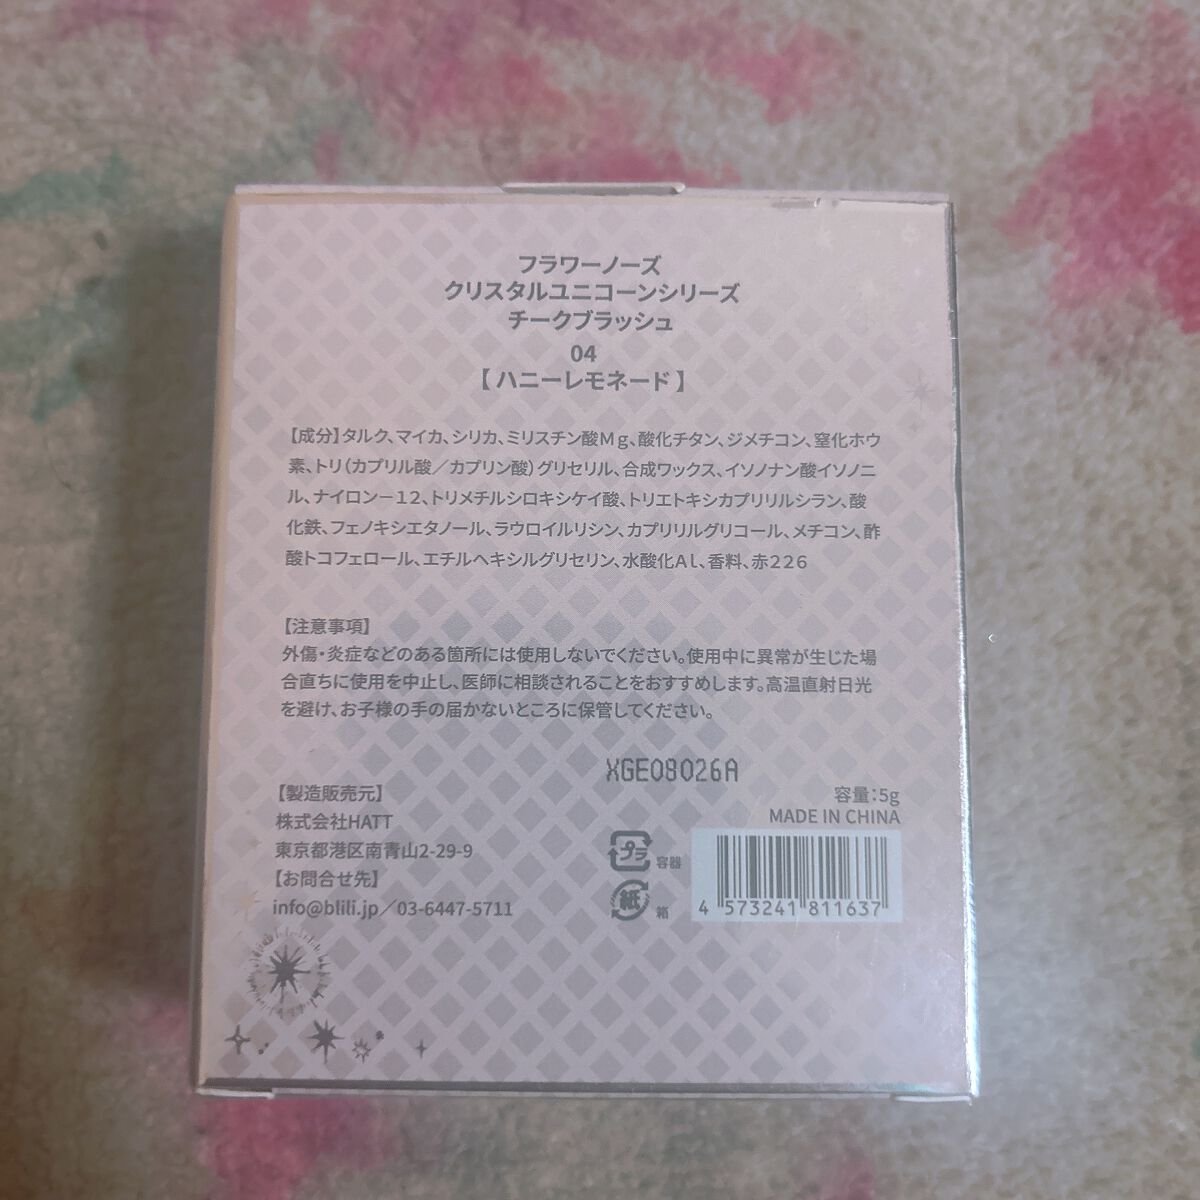 フラワーノーズ
クリスタルユニコーンシリーズ
チークブラッシュ
04
【ハニーレモネード】
【成分】タルク、マイカ、シリカ、ミリスチン酸Mg、酸化チタン、ジメチコン、窒化ホウ
素、トリ(カプリル酸/カプリン酸)グリセリル、合成ワックス、イソノナン酸イソノニ
ル、ナイロン-12、トリメチルシロキシケイ酸、トリエトキシカプリリルシラン、酸
化鉄、フェノキシエタノール、ラウロイルリシン、カプリリルグリコール、メチコン、酢
酸トコフェロール、エチルヘキシルグリセリン、水酸化Al、香料、赤226
【注意事項】
外傷・炎症などのある箇所には使用しないでください。使用中に異常が生じた場
合直ちに使用を中止し、医師に相談されることをおすすめします。高温直射日光
を避け、お子様の手の届かないところに保管してください。
XGE08026A
【製造販売元】
株式会社HATT
東京都港区南青山2-29-9
【お問合せ先】
info@blili.jp/03-6447-5711
容量:5g
MADE IN CHINA
プラ 容器
紙 箱
4 573241 811637